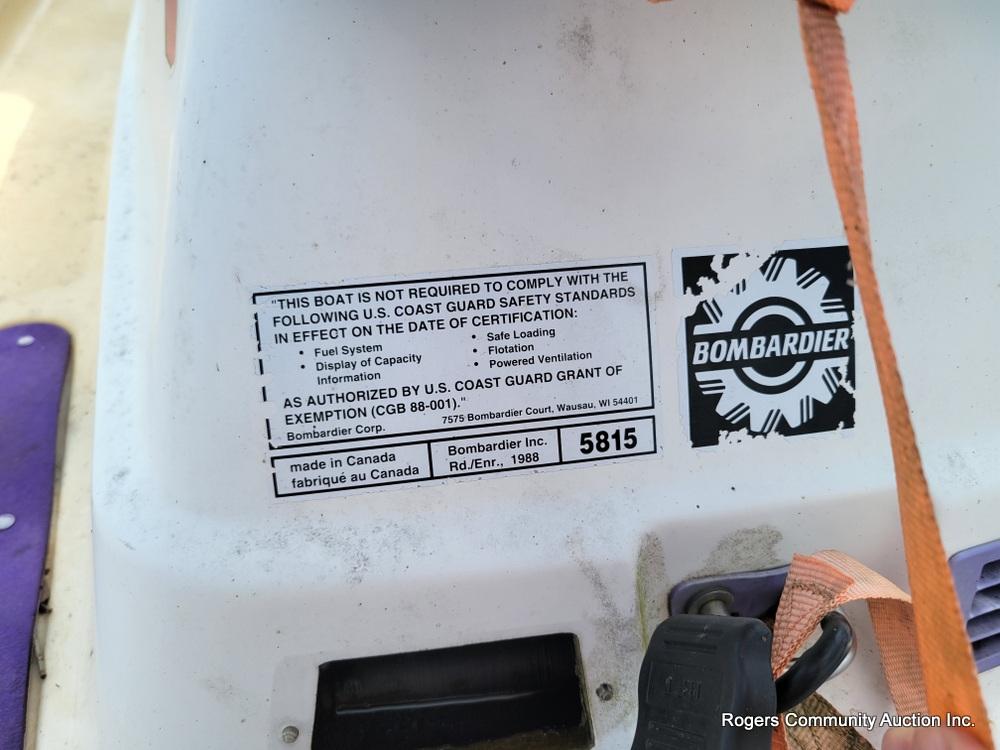 "THIS BOAT IS NOT REQUIRED TO COMPLY WITH THE
FOLLOWING U.S. COAST GUARD SAFETY STANDARDS
IN EFFECT ON THE DATE OF CERTIFICATION:
• Fuel System
• Display of Capacity
Information
• Safe Loading
• Flotation
• Powered Ventilation
AS AUTHORIZED BY U.S. COAST GUARD GRANT OF
EXEMPTION (CGB 88-001)."
Bombardier Corp. 7575 Bombardier Court, Wausau, WI 54401
made in Canada
fabriqué au Canada
Bombardier Inc.
Rd./Enr., 1988
5815
BOMBARDIER
Rogers Community Auction Inc.